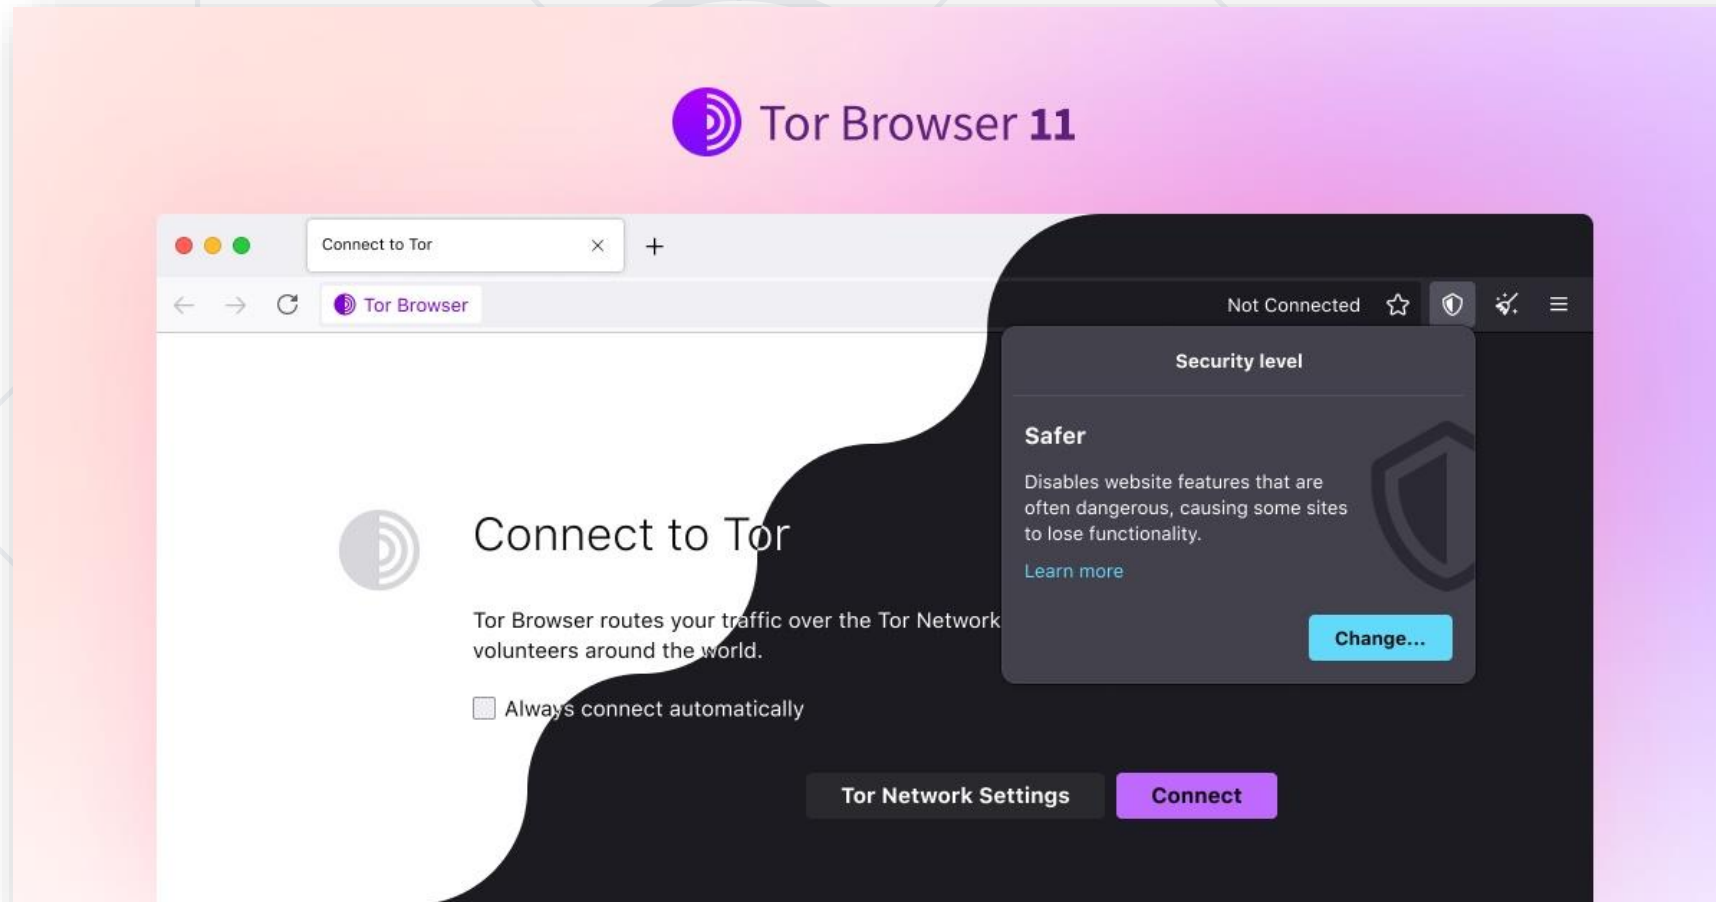 Tor Browser 11
Connect to Tor
Tor Browser
Not Connected
Security level
Safer
Disables website features that are
often dangerous, causing some sites
to lose functionality.
Learn more
Change...
Connect to Tor
Tor Browser routes your traffic over the Tor Network
volunteers around the world.
Always connect automatically
Tor Network Settings
Connect